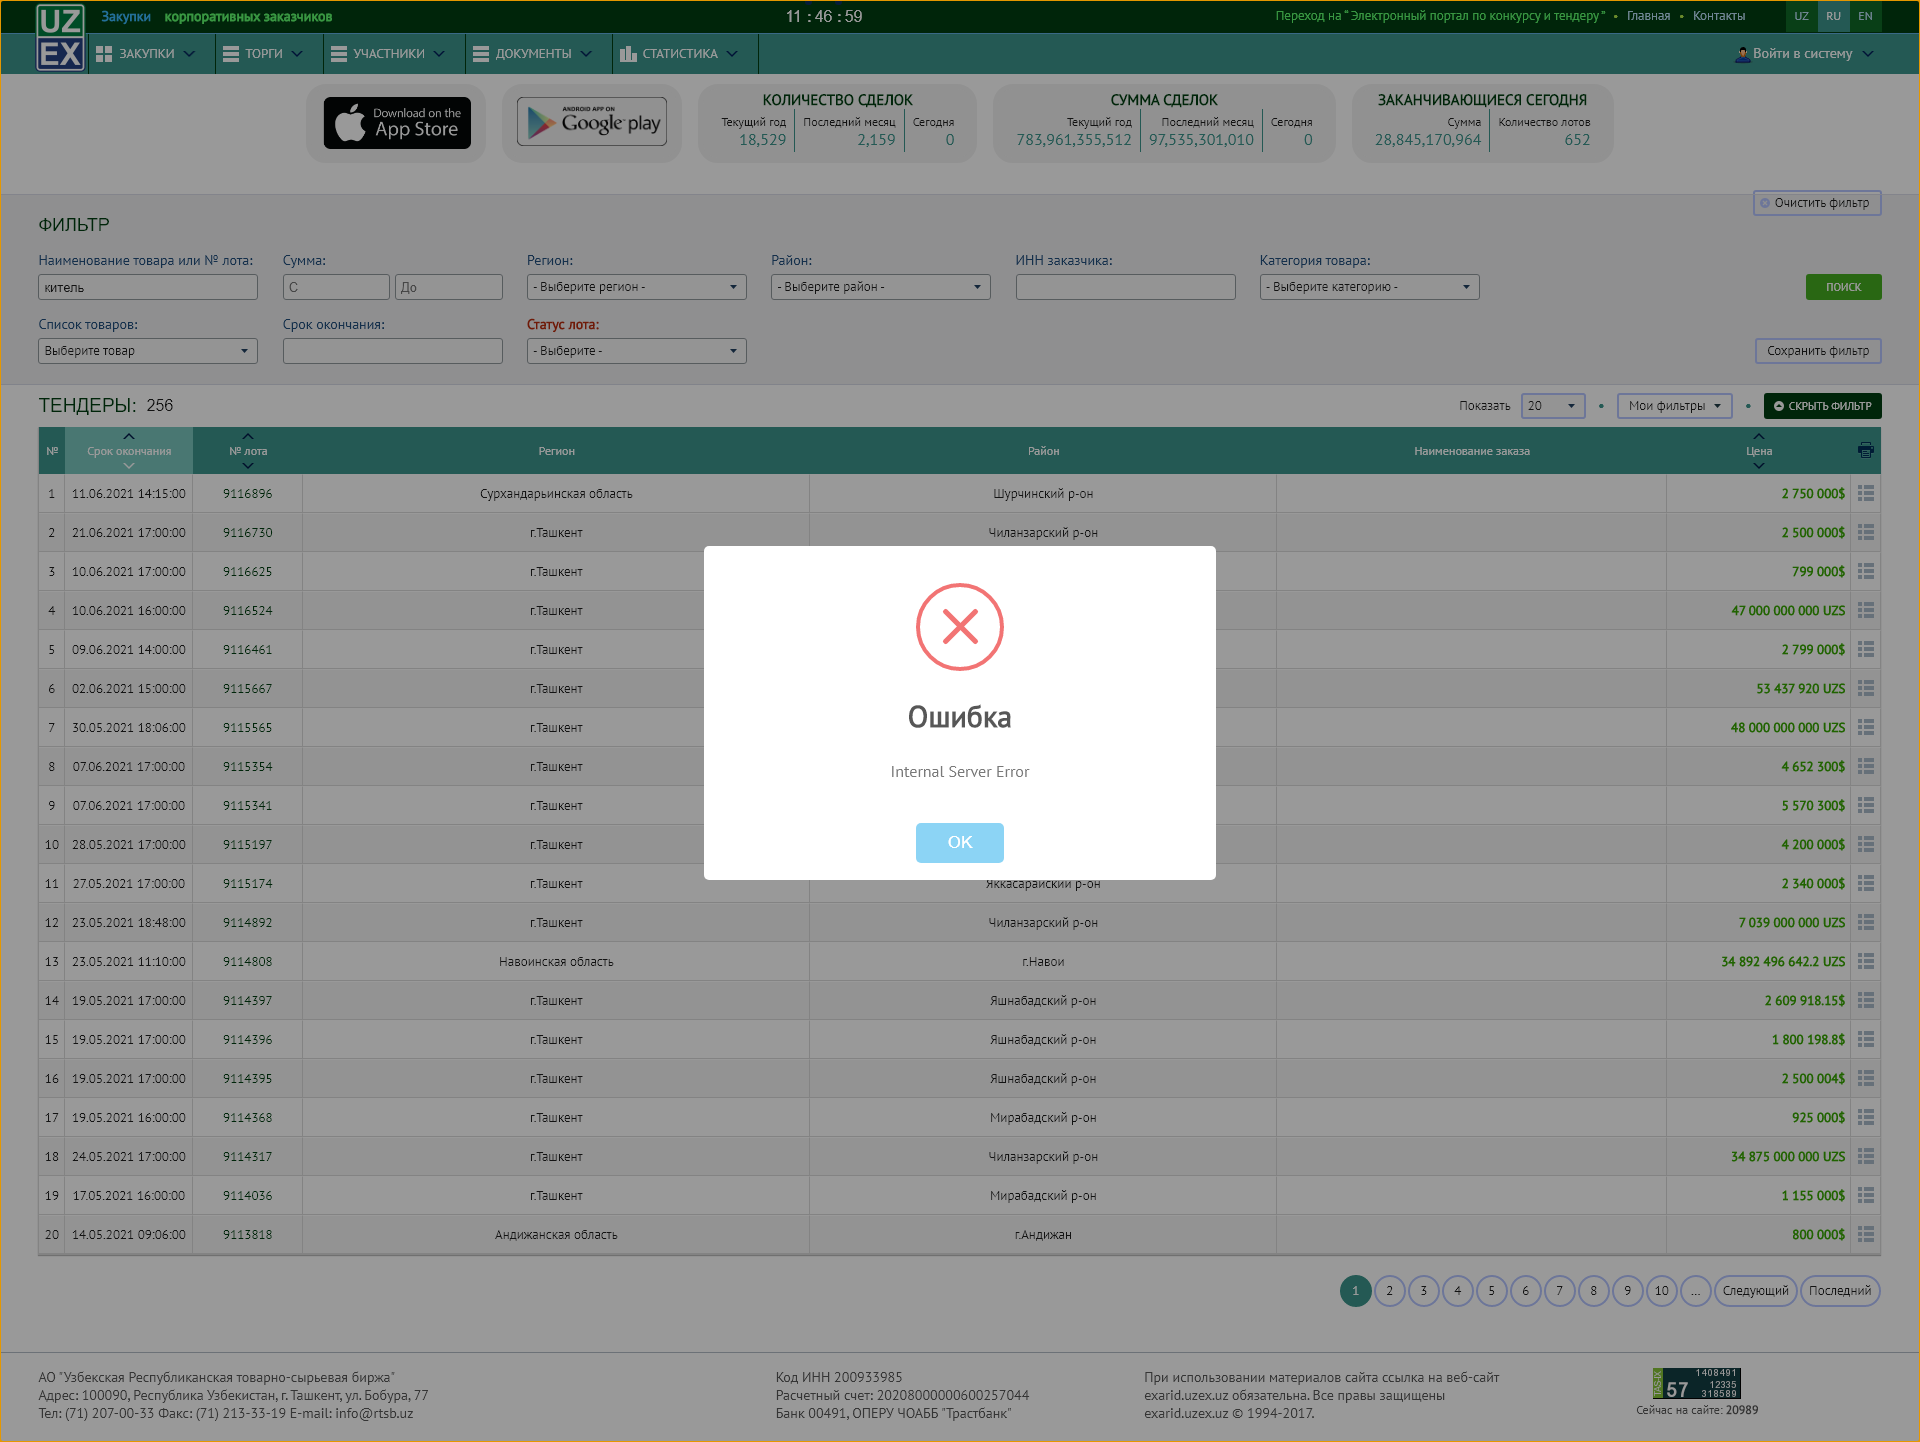 UZ
EX
Закупки корпоративных заказчиков
11 : 46 : 59
Переход на “ Электронный портал по конкурсу и тендеру ” • Главная • Контакты
UZ RU EN
ЗАКУПКИ ТОРГИ УЧАСТНИКИ ДОКУМЕНТЫ СТАТИСТИКА Войти в систему
Download on the
App Store
ANDROID APP ON
Google play
КОЛИЧЕСТВО СДЕЛОК
Текущий год Последний месяц Сегодня
18,529 2,159 0
СУММА СДЕЛОК
Текущий год Последний месяц Сегодня
783,961,355,512 97,535,301,010 0
ЗАКАНЧИВАЮЩИЕСЯ СЕГОДНЯ
Сумма Количество лотов
28,845,170,964 652
Очистить фильтр
ФИЛЬТР
Наименование товара или № лота: Сумма: Регион: Район: ИНН заказчика: Категория товара:
китель С До - Выберите регион - - Выберите район - - Выберите категорию - ПОИСК
Список товаров: Срок окончания: Статус лота:
Выберите товар - Выберите - Сохранить фильтр
ТЕНДЕРЫ: 256
Показать 20 • Мои фильтры • СКРЫТЬ ФИЛЬТР
№ Срок окончания № лота Регион Район Наименование заказа Цена
1 11.06.2021 14:15:00 9116896 Сурхандарьинская область Шурчинский р-он 2 750 000$
2 21.06.2021 17:00:00 9116730 г.Ташкент Чиланзарский р-он 2 500 000$
3 10.06.2021 17:00:00 9116625 г.Ташкент 799 000$
4 10.06.2021 16:00:00 9116524 г.Ташкент 47 000 000 000 UZS
5 09.06.2021 14:00:00 9116461 г.Ташкент 2 799 000$
6 02.06.2021 15:00:00 9115667 г.Ташкент 53 437 920 UZS
7 30.05.2021 18:06:00 9115565 г.Ташкент 48 000 000 000 UZS
8 07.06.2021 17:00:00 9115354 г.Ташкент 4 652 300$
9 07.06.2021 17:00:00 9115341 г.Ташкент 5 570 300$
10 28.05.2021 17:00:00 9115197 г.Ташкент 4 200 000$
11 27.05.2021 17:00:00 9115174 г.Ташкент Яккасарайский р-он 2 340 000$
12 23.05.2021 18:48:00 9114892 г.Ташкент Чиланзарский р-он 7 039 000 000 UZS
13 23.05.2021 11:10:00 9114808 Навоинская область г.Навои 34 892 496 642.2 UZS
14 19.05.2021 17:00:00 9114397 г.Ташкент Яшнабадский р-он 2 609 918.15$
15 19.05.2021 17:00:00 9114396 г.Ташкент Яшнабадский р-он 1 800 198.8$
16 19.05.2021 17:00:00 9114395 г.Ташкент Яшнабадский р-он 2 500 004$
17 19.05.2021 16:00:00 9114368 г.Ташкент Мирабадский р-он 925 000$
18 24.05.2021 17:00:00 9114317 г.Ташкент Чиланзарский р-он 34 875 000 000 UZS
19 17.05.2021 16:00:00 9114036 г.Ташкент Мирабадский р-он 1 155 000$
20 14.05.2021 09:06:00 9113818 Андижанская область г.Андижан 800 000$
Ошибка
Internal Server Error
OK
1 2 3 4 5 6 7 8 9 10 ... Следующий Последний
АО "Узбекская Республиканская товарно-сырьевая биржа"
Адрес: 100090, Республика Узбекистан, г. Ташкент, ул. Бобура, 77
Тел: (71) 207-00-33 Факс: (71) 213-33-19 E-mail: info@rtsb.uz
Код ИНН 200933985
Расчетный счет: 20208000000600257044
Банк 00491, ОПЕРУ ЧОАББ "Трастбанк"
При использовании материалов сайта ссылка на веб-сайт
exarid.uzex.uz обязательна. Все права защищены
exarid.uzex.uz © 1994-2017.
TAS-IX
57
1408491
12335
318589
Сейчас на сайте: 20989